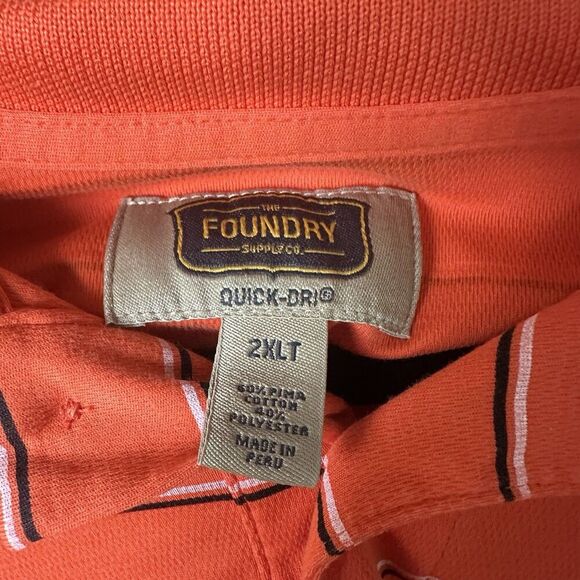 THE
FOUNDRY
SUPPLY CO.
QUICK-DRI®
2XLT
60% PIMA
COTTON
40%
POLYESTER
MADE IN
PERU